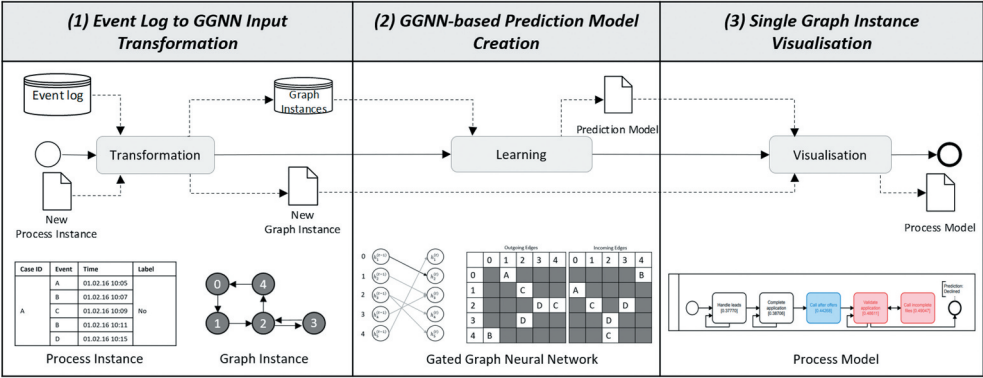 (1) Event Log to GGNN Input
Transformation
(2) GGNN-based Prediction Model
Creation
(3) Single Graph Instance
Visualisation
Event log
Graph
Instances
Prediction Model
Transformation
Learning
Visualisation
New
Process Instance
New
Graph Instance
Process Model
Case ID Event Time Label
A 01.02.16 10:05
B 01.02.16 10:07
A C 01.02.16 10:09 No
B 01.02.16 10:11
D 01.02.16 10:15
Process Instance
0 4
1 2 3
Graph Instance
0
1
2
3
4
Outgoing Edges Incoming Edges
0 1 2 3 4 0 1 2 3 4
0 A B
1 C A
2 D C C D
3 D D
4 B C
Gated Graph Neural Network
Prediction:
Declined
Handle leads
Complete
application
Call after offers
Validate
application
Call incomplete
files
Process Model